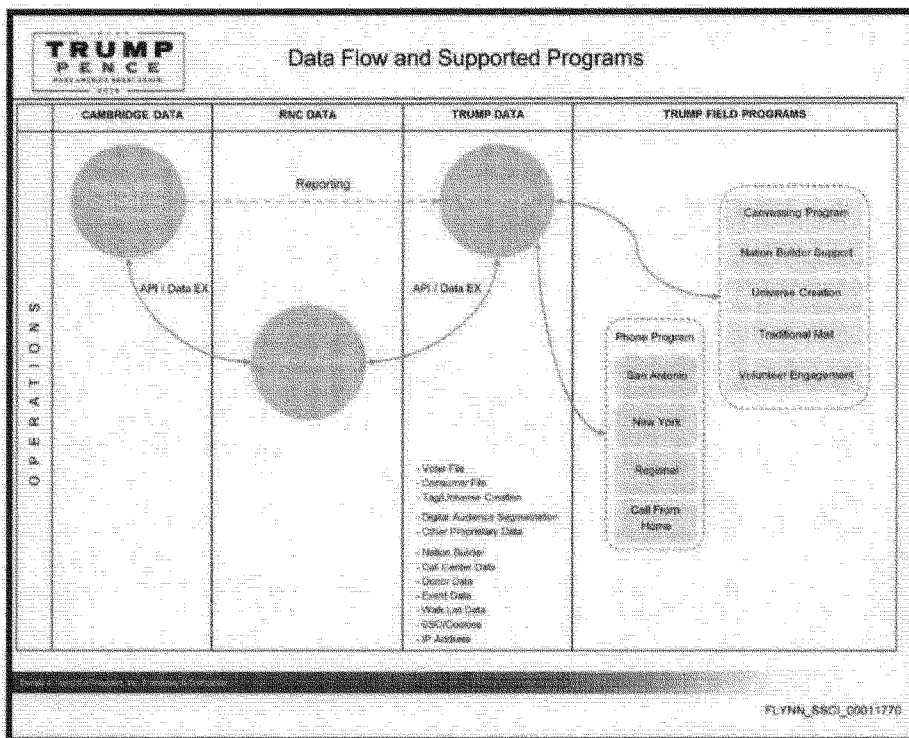 TRUMP
PENCE
2016
Data Flow and Supported Programs
CAMBRIDGE DATA
RNC DATA
TRUMP DATA
TRUMP FIELD PROGRAMS
OPERATIONS
Reporting
API / Data EX
API / Data EX
Canvassing Program
Nation Builder Support
Universe Creation
Traditional Mail
Volunteer Engagement
Phone Program
San Antonio
New York
Regional
Call From
Home
- Voter File
- Consumer File
- Tag/Universe Creation
- Digital Audience Segmentation
- Other Proprietary Data
- Nation Builder
- Call Center Data
- Donor Data
- Event Data
- Walk List Data
- IP Address
FLYNN_SSCI_00011770